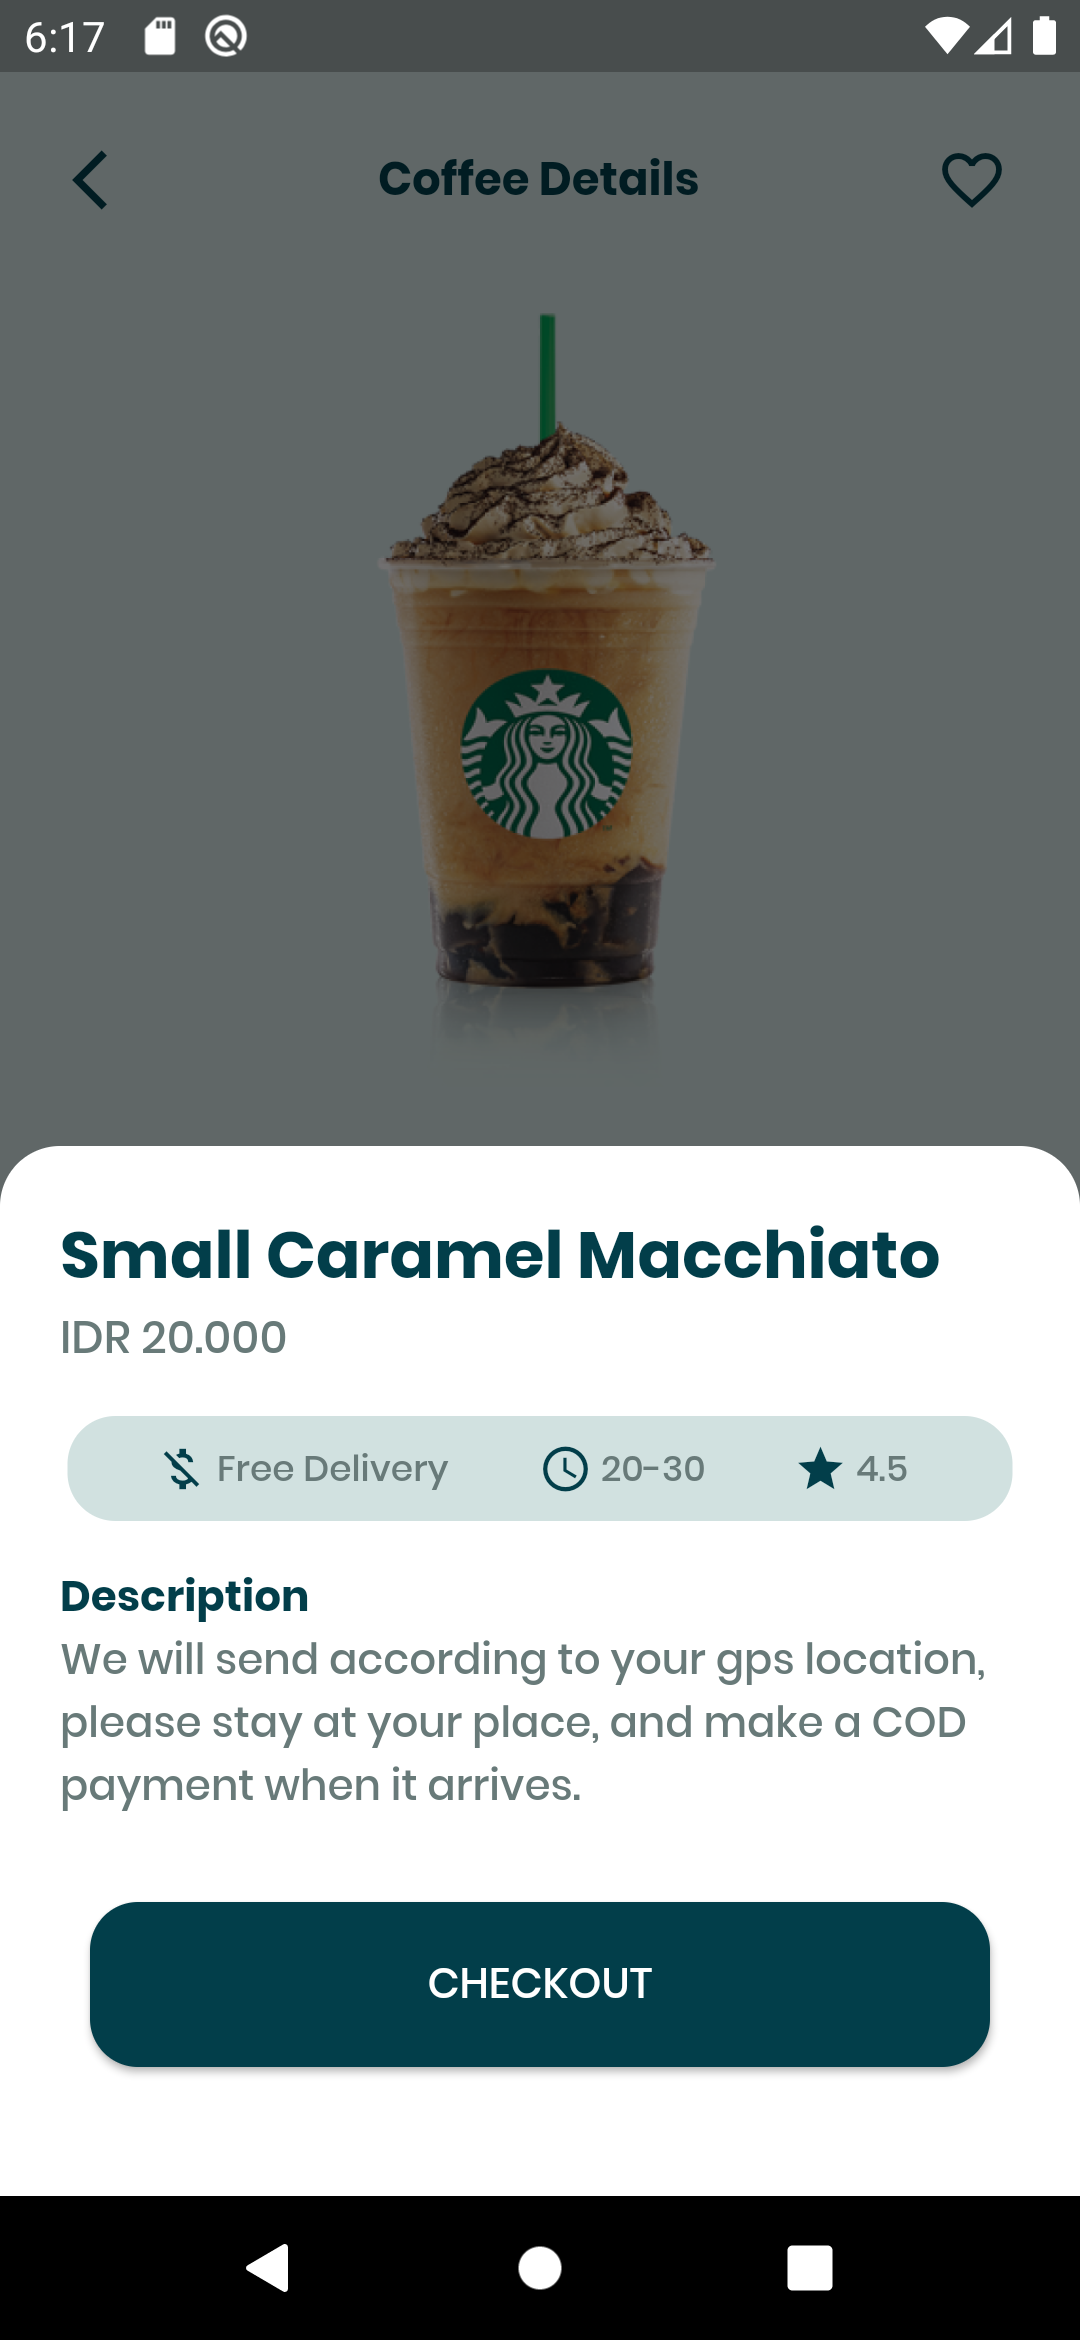 6:17
Coffee Details
Small Caramel Macchiato
IDR 20.000
Free Delivery 20-30 4.5
Description
We will send according to your gps location,
please stay at your place, and make a COD
payment when it arrives.
CHECKOUT